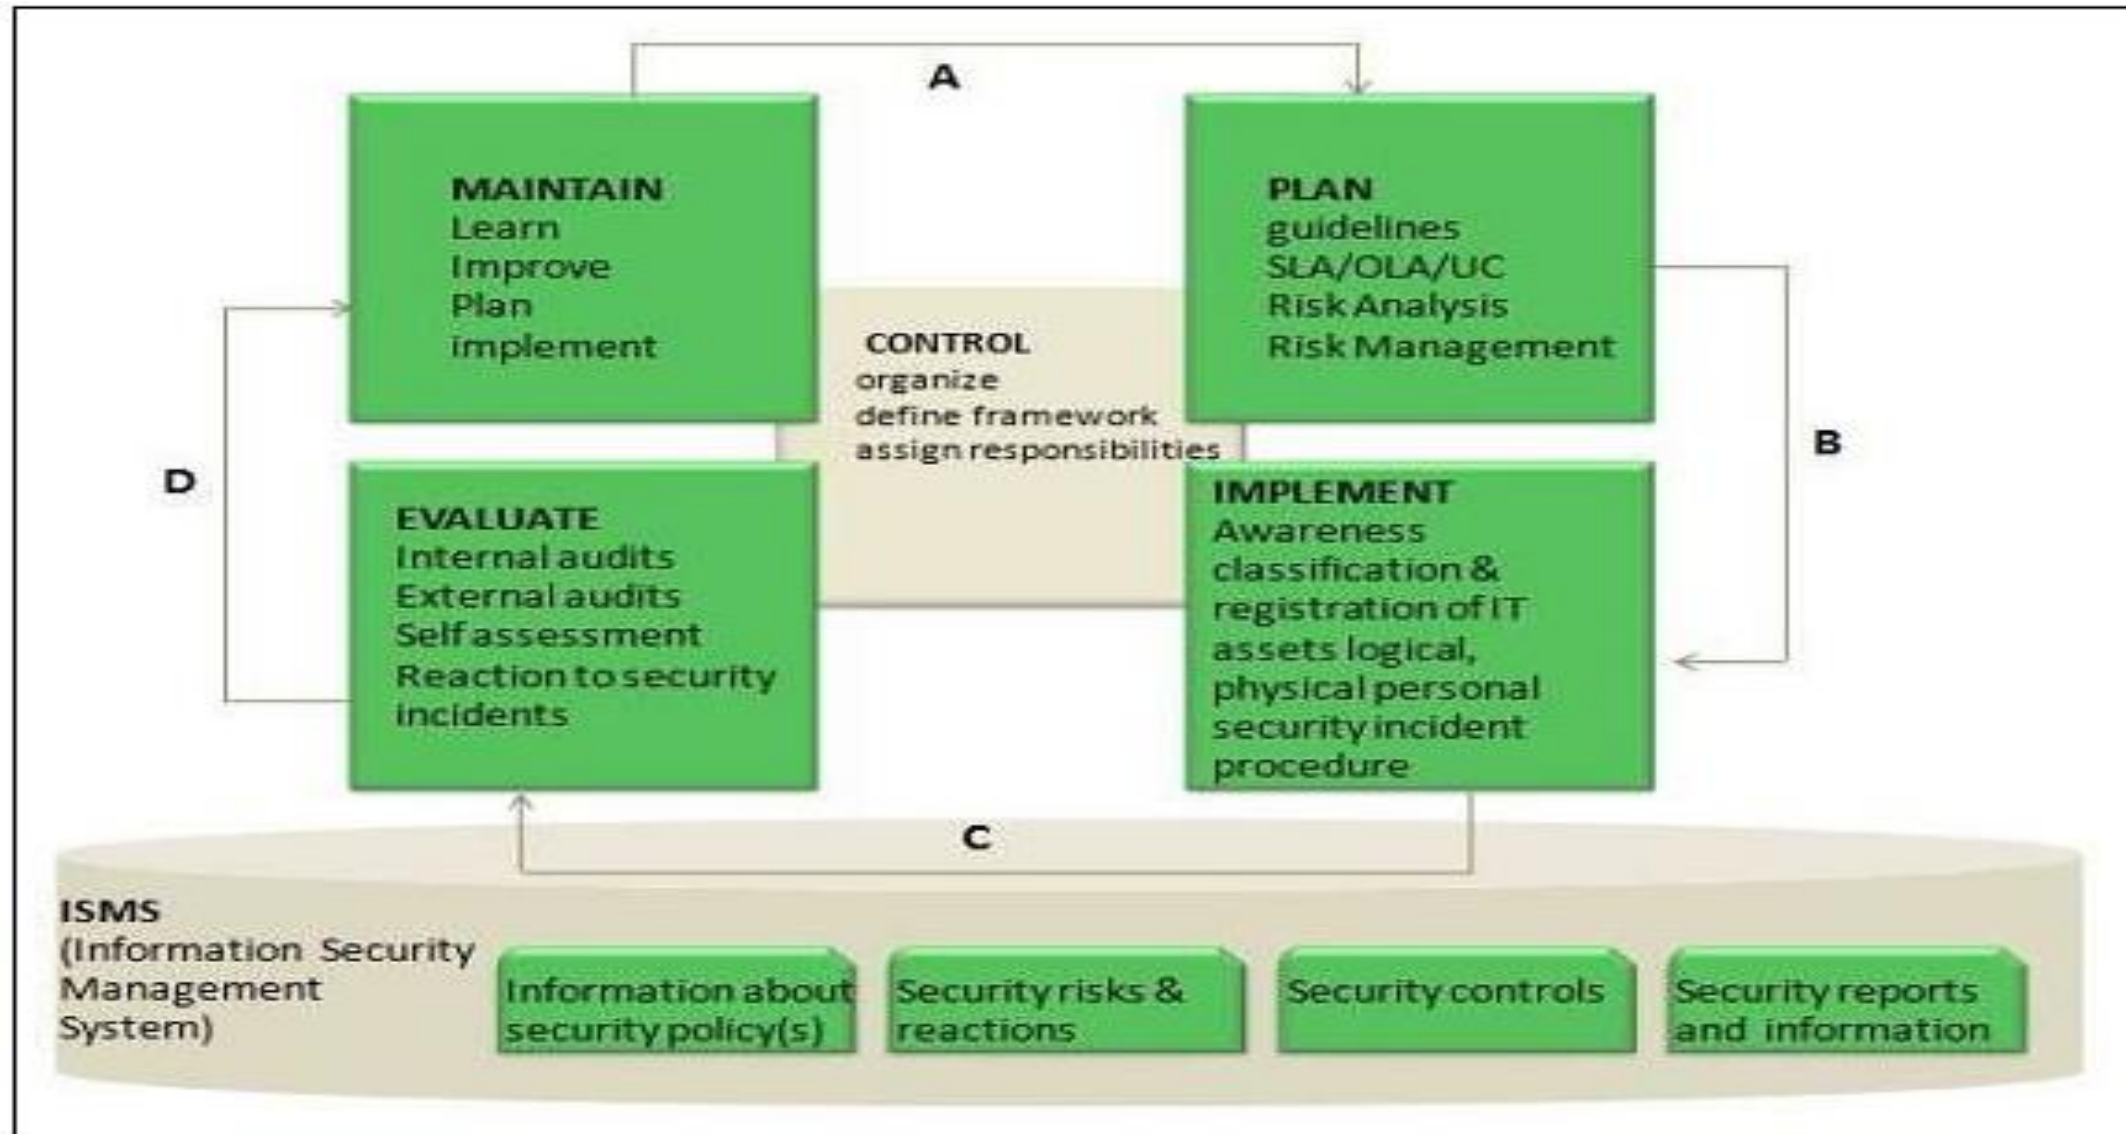 A
MAINTAIN
Learn
Improve
Plan
implement
PLAN
guidelines
SLA/OLA/UC
Risk Analysis
Risk Management
CONTROL
organize
define framework
assign responsibilities
B
D
EVALUATE
Internal audits
External audits
Self assessment
Reaction to security
incidents
IMPLEMENT
Awareness
classification &
registration of IT
assets logical,
physical personal
security incident
procedure
C
ISMS
(Information Security
Management
System)
Information about
security policy(s)
Security risks &
reactions
Security controls
Security reports
and information